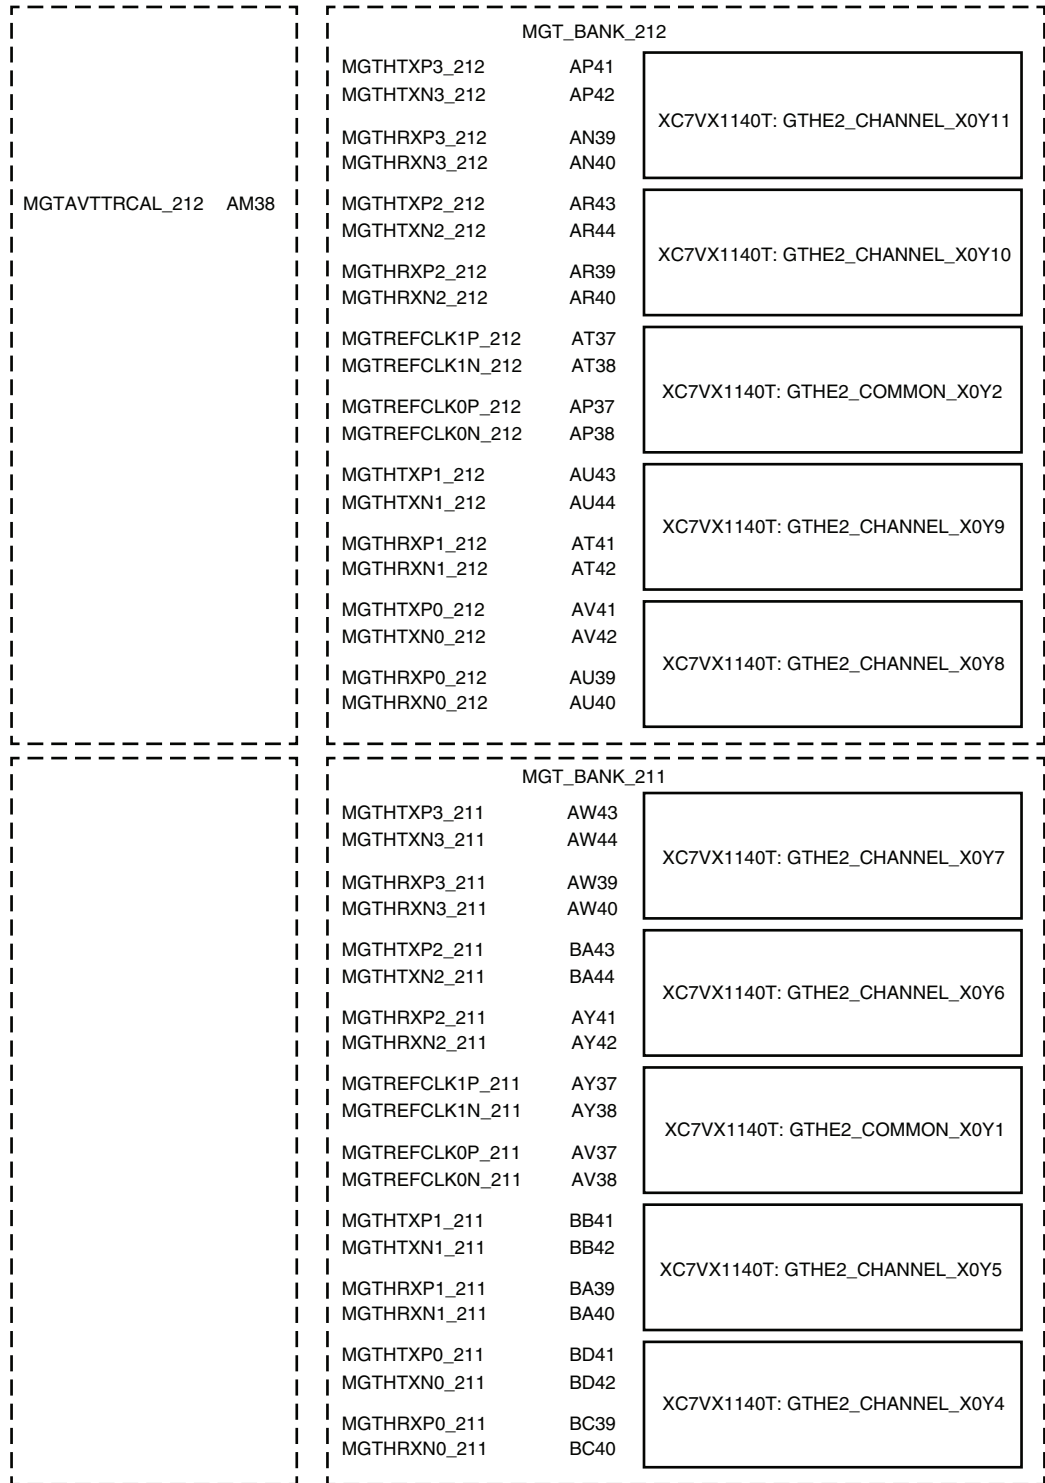 MGT_BANK_212
MGTHTXP3_212 AP41
MGTHTXN3_212 AP42
XC7VX1140T: GTHE2_CHANNEL_X0Y11
MGTHRXP3_212 AN39
MGTHRXN3_212 AN40
MGTAVTTRCAL_212 AM38
MGTHTXP2_212 AR43
MGTHTXN2_212 AR44
XC7VX1140T: GTHE2_CHANNEL_X0Y10
MGTHRXP2_212 AR39
MGTHRXN2_212 AR40
MGTREFCLK1P_212 AT37
MGTREFCLK1N_212 AT38
XC7VX1140T: GTHE2_COMMON_X0Y2
MGTREFCLK0P_212 AP37
MGTREFCLK0N_212 AP38
MGTHTXP1_212 AU43
MGTHTXN1_212 AU44
XC7VX1140T: GTHE2_CHANNEL_X0Y9
MGTHRXP1_212 AT41
MGTHRXN1_212 AT42
MGTHTXP0_212 AV41
MGTHTXN0_212 AV42
XC7VX1140T: GTHE2_CHANNEL_X0Y8
MGTHRXP0_212 AU39
MGTHRXN0_212 AU40
MGT_BANK_211
MGTHTXP3_211 AW43
MGTHTXN3_211 AW44
XC7VX1140T: GTHE2_CHANNEL_X0Y7
MGTHRXP3_211 AW39
MGTHRXN3_211 AW40
MGTHTXP2_211 BA43
MGTHTXN2_211 BA44
XC7VX1140T: GTHE2_CHANNEL_X0Y6
MGTHRXP2_211 AY41
MGTHRXN2_211 AY42
MGTREFCLK1P_211 AY37
MGTREFCLK1N_211 AY38
XC7VX1140T: GTHE2_COMMON_X0Y1
MGTREFCLK0P_211 AV37
MGTREFCLK0N_211 AV38
MGTHTXP1_211 BB41
MGTHTXN1_211 BB42
XC7VX1140T: GTHE2_CHANNEL_X0Y5
MGTHRXP1_211 BA39
MGTHRXN1_211 BA40
MGTHTXP0_211 BD41
MGTHTXN0_211 BD42
XC7VX1140T: GTHE2_CHANNEL_X0Y4
MGTHRXP0_211 BC39
MGTHRXN0_211 BC40